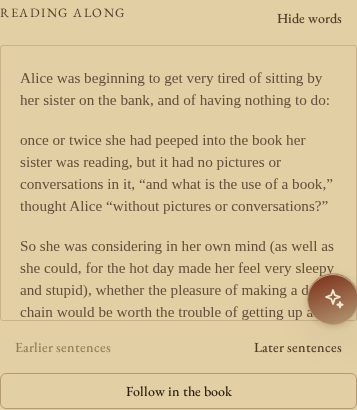 READING ALONG
Hide words
Alice was beginning to get very tired of sitting by
her sister on the bank, and of having nothing to do:
once or twice she had peeped into the book her
sister was reading, but it had no pictures or
conversations in it, “and what is the use of a book,”
thought Alice “without pictures or conversations?”
So she was considering in her own mind (as well as
she could, for the hot day made her feel very sleepy
and stupid), whether the pleasure of making a
chain would be worth the trouble of getting up
Earlier sentences
Later sentences
Follow in the book